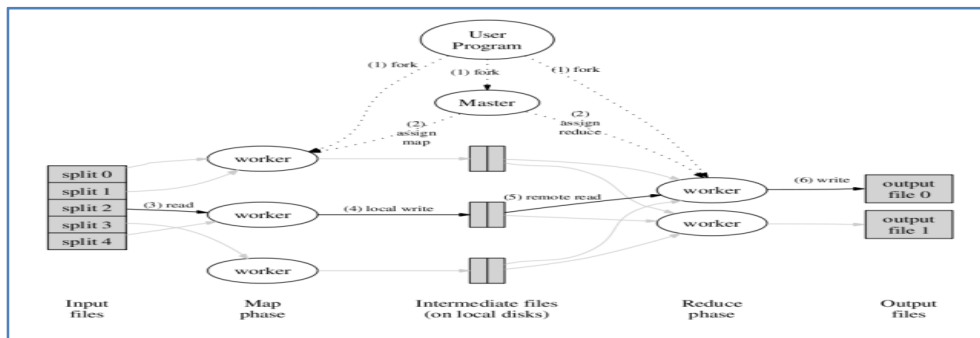 User
Program
(1) fork
(1) fork
(1) fork
Master
(2)
assign
map
(2)
assign
reduce
worker
split 0
split 1
split 2
split 3
split 4
(3) read
worker
(4) local write
(5) remote read
worker
(6) write
output
file 0
worker
output
file 1
worker
Input
files
Map
phase
Intermediate files
(on local disks)
Reduce
phase
Output
files